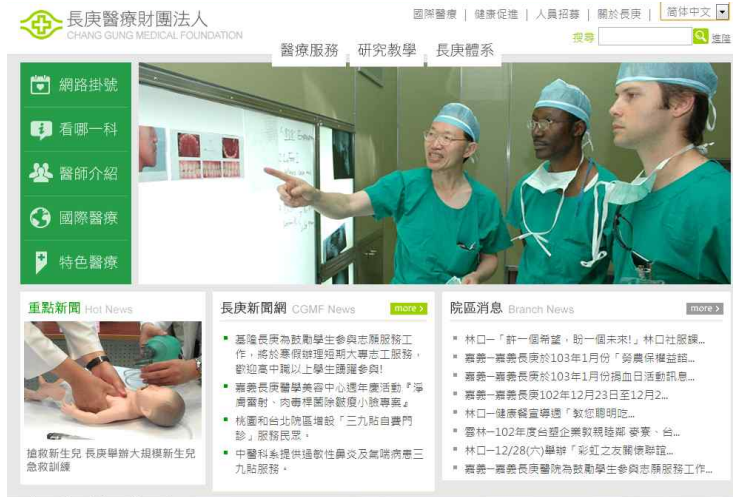 長庚醫療財團法人
CHANG GUNG MEDICAL FOUNDATION
國際醫療 | 健康促進 | 人員招募 | 關於長庚 | 简体中文
搜尋 進階
醫療服務 研究教學 長庚體系
網路掛號
看哪一科
醫師介紹
國際醫療
特色醫療
重點新聞 Hot News
搶救新生兒 長庚舉辦大規模新生兒
急救訓練
長庚新聞網 CGMF News more >
基隆長庚為鼓勵學生參與志願服務工
作，將於寒假辦理短期大專志工服務，
歡迎高中職以上學生踴躍參與!
嘉義長庚醫學美容中心週年慶活動『淨
膚雷射、肉毒桿菌除皺瘦小臉專案』
桃園和台北院區增設「三九貼自費門
診」服務民眾。
中醫科系提供過敏性鼻炎及氣喘病患三
九貼服務。
院區消息 Branch News more >
林口─「許一個希望，盼一個未來!」林口社服課...
嘉義─嘉義長庚於103年1月份「勞農保權益諮...
嘉義─嘉義長庚於103年1月份捐血日活動訊息...
嘉義─嘉義長庚102年12月23日至12月2...
林口─健康餐宣導週「教您聰明吃...
雲林─102年度台塑企業敦親睦鄰 麥寮、台...
林口─12/28(六)舉辦「彩虹之友關懷聯誼...
嘉義─嘉義長庚醫院為鼓勵學生參與志願服務工作...